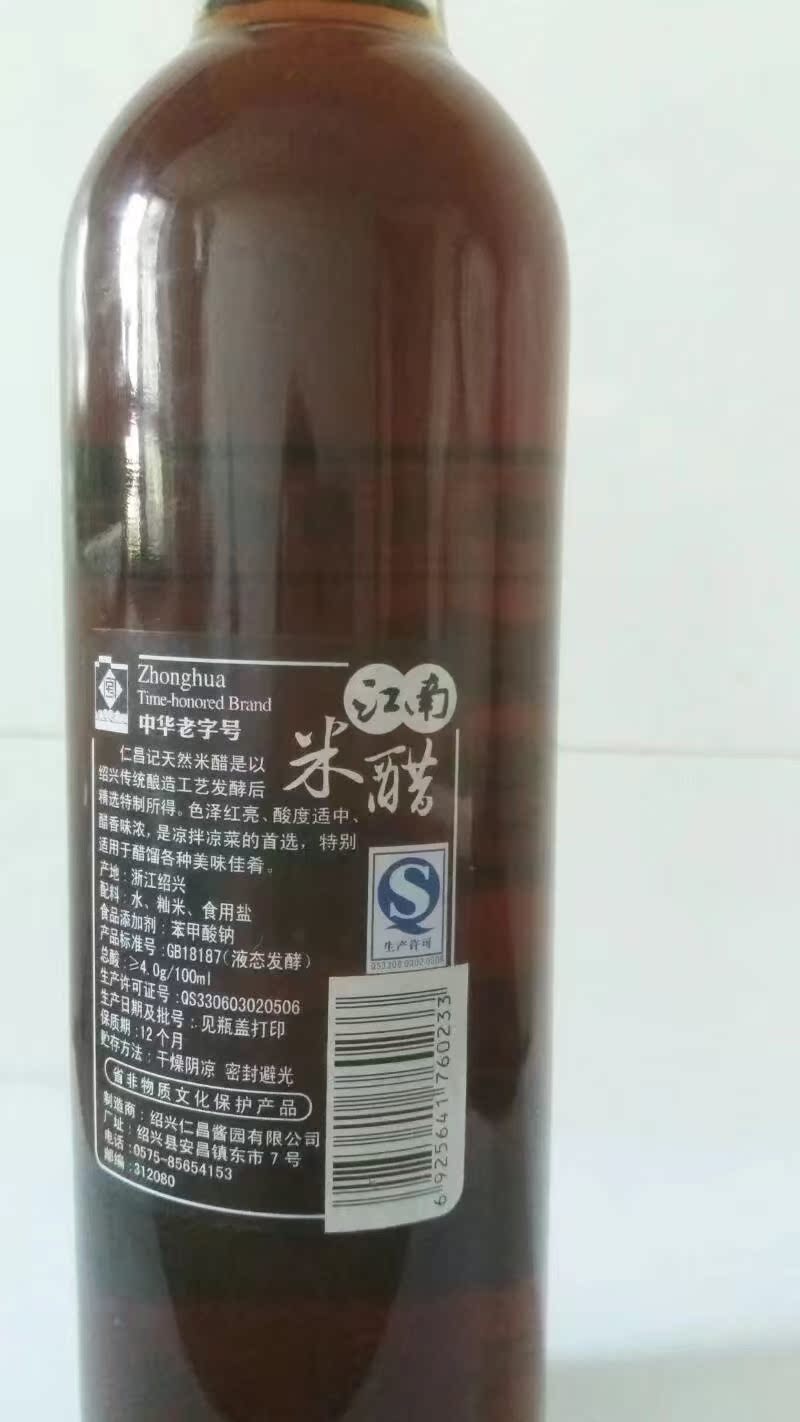 Zhonghua
Time-honored Brand
中华老字号
江南
米醋
仁昌记天然米醋是以
绍兴传统酿造工艺发酵后
精选特制所得。色泽红亮、酸度适中、
醋香味浓，是凉拌凉菜的首选，特别
适用于醋馏各种美味佳肴。
产地：浙江绍兴
配料：水、籼米、食用盐
食品添加剂：苯甲酸钠
产品标准号：GB18187（液态发酵）
总酸：≥4.0g/100ml
生产许可证号：QS330603020506
生产日期及批号：见瓶盖打印
保质期：12个月
贮存方法：干燥阴凉 密封避光
省非物质文化保护产品
制造商：绍兴仁昌酱园有限公司
厂址：绍兴县安昌镇东市7号
电话：0575-85654153
邮编：312080
生产许可
6925641760233